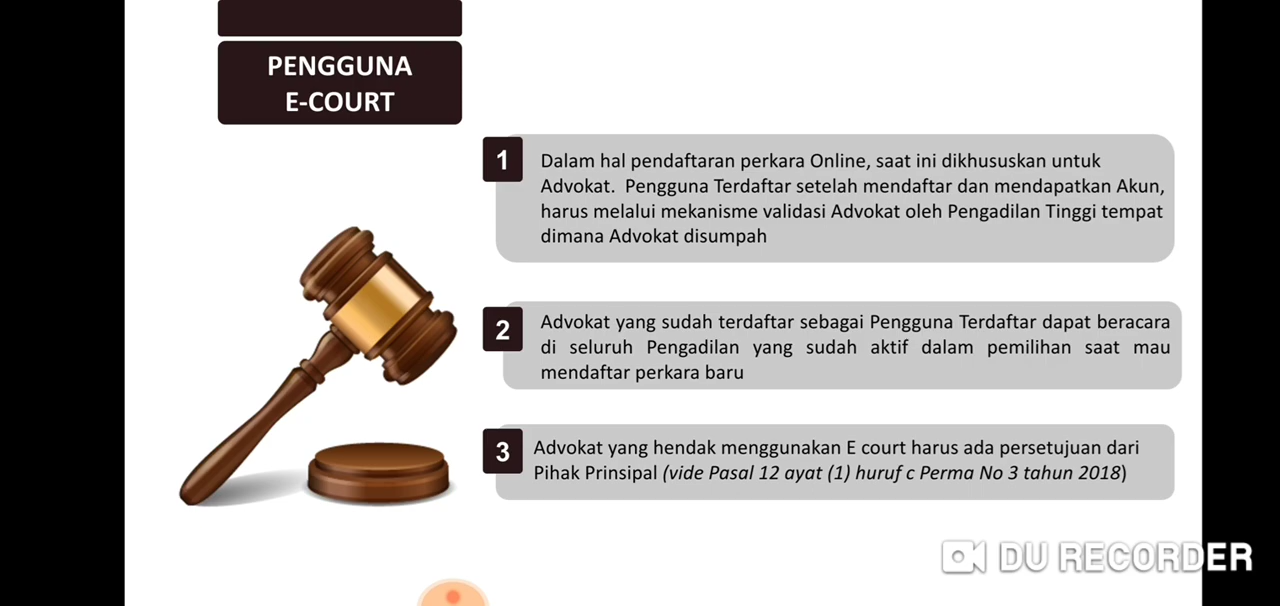 PENGGUNA
E-COURT
1
Dalam hal pendaftaran perkara Online, saat ini dikhususkan untuk
Advokat. Pengguna Terdaftar setelah mendaftar dan mendapatkan Akun,
harus melalui mekanisme validasi Advokat oleh Pengadilan Tinggi tempat
dimana Advokat disumpah
2
Advokat yang sudah terdaftar sebagai Pengguna Terdaftar dapat beracara
di seluruh Pengadilan yang sudah aktif dalam pemilihan saat mau
mendaftar perkara baru
3
Advokat yang hendak menggunakan E court harus ada persetujuan dari
Pihak Prinsipal (vide Pasal 12 ayat (1) huruf c Perma No 3 tahun 2018)
DU RECORDER